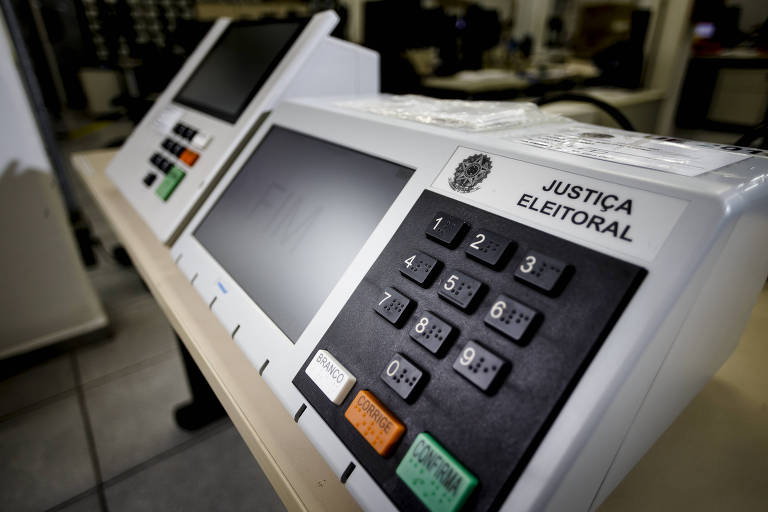 JUSTIÇA
ELEITORAL
1 2 3
4 5 6
7 8 9
0
BRANCO
CORRIGE
CONFIRMA